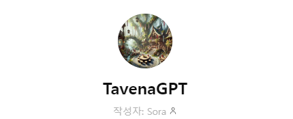 TavenaGPT
작성자: Sora